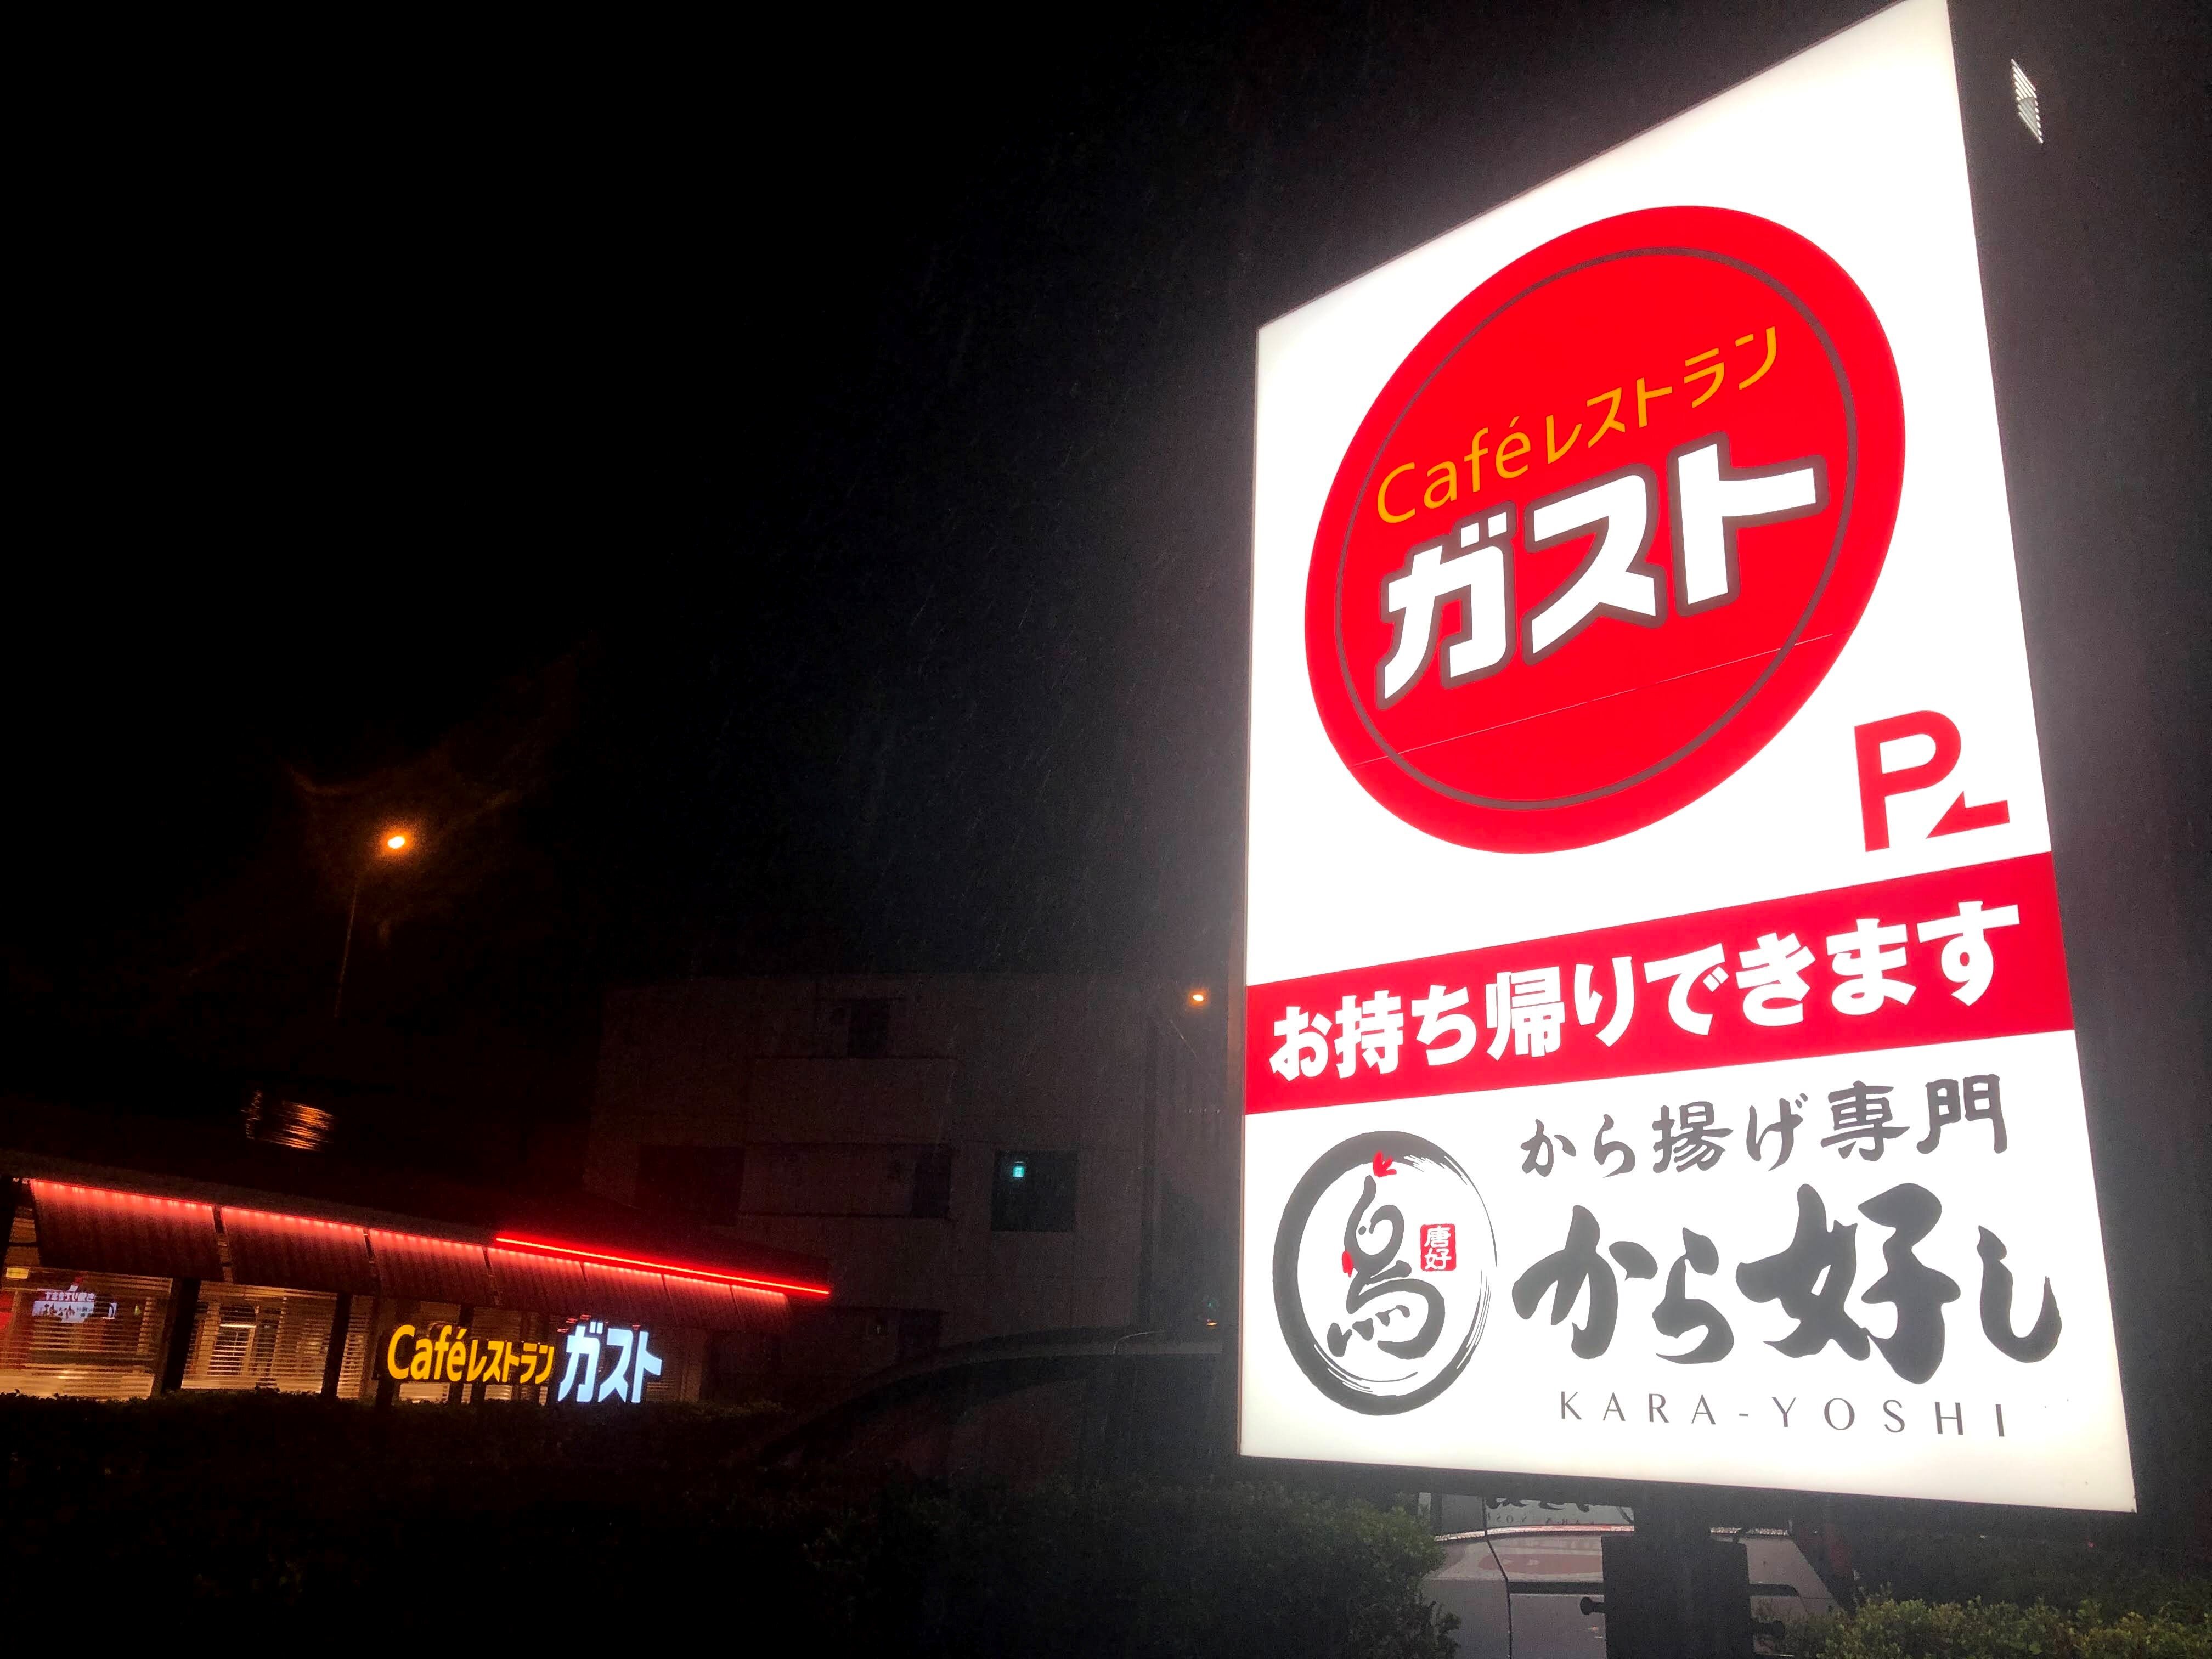 Caféレストラン
ガスト
P
お持ち帰りできます
から揚げ専門
鳥
唐好
から好し
KARA-YOSHI
Caféレストラン ガスト